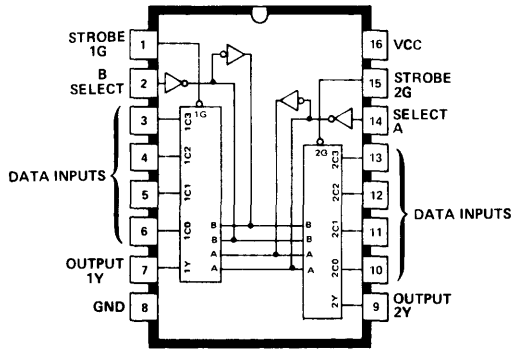 STROBE
1G
1
B
SELECT
2
3
4
5
6
DATA INPUTS
OUTPUT
1Y
7
GND
8
1G
1C3
1C2
1C1
1C0
1Y
B
B
A
A
B
B
A
A
2G
2C3
2C2
2C1
2C0
2Y
16
VCC
15
STROBE
2G
14
SELECT
A
13
12
11
10
DATA INPUTS
9
OUTPUT
2Y